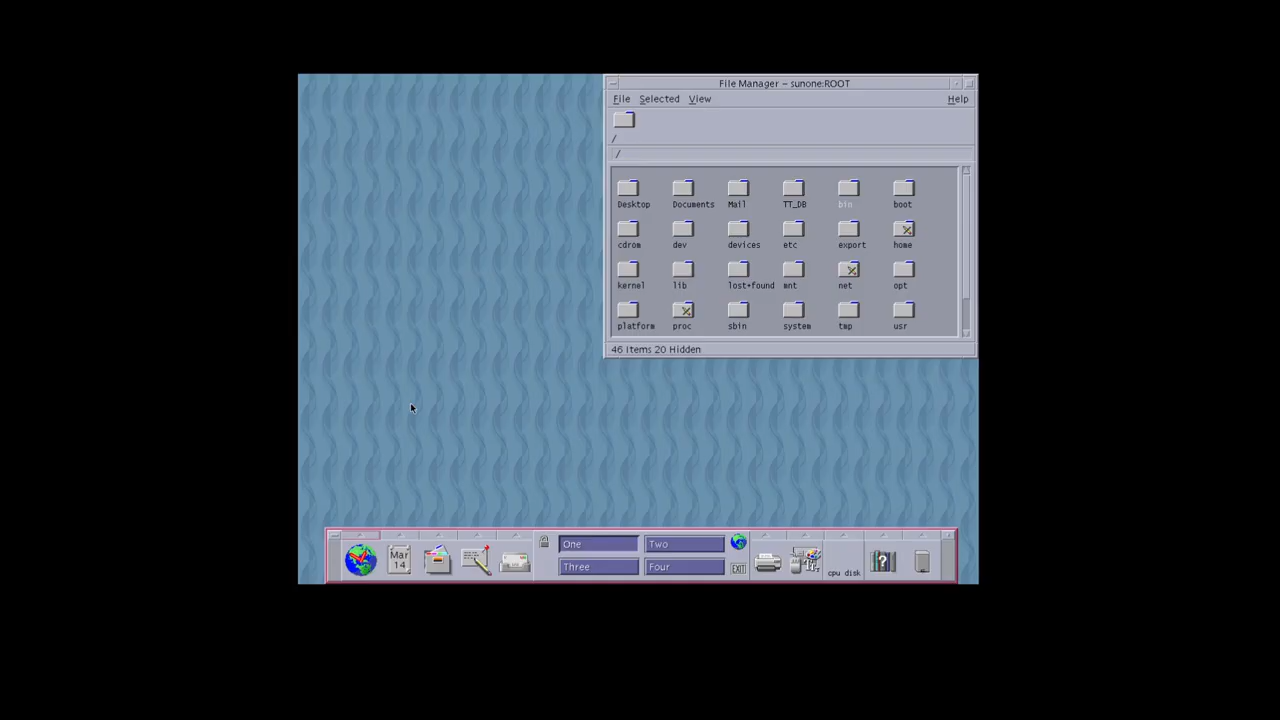 File Manager - sunone:ROOT
File Selected View Help
/
/
Desktop Documents Mail TT_DB bin boot
cdrom dev devices etc export home
kernel lib lost+found mnt net opt
platform proc sbin system tmp usr
46 Items 20 Hidden
One Two
Mar
14
Three Four EXIT
cpu disk
?